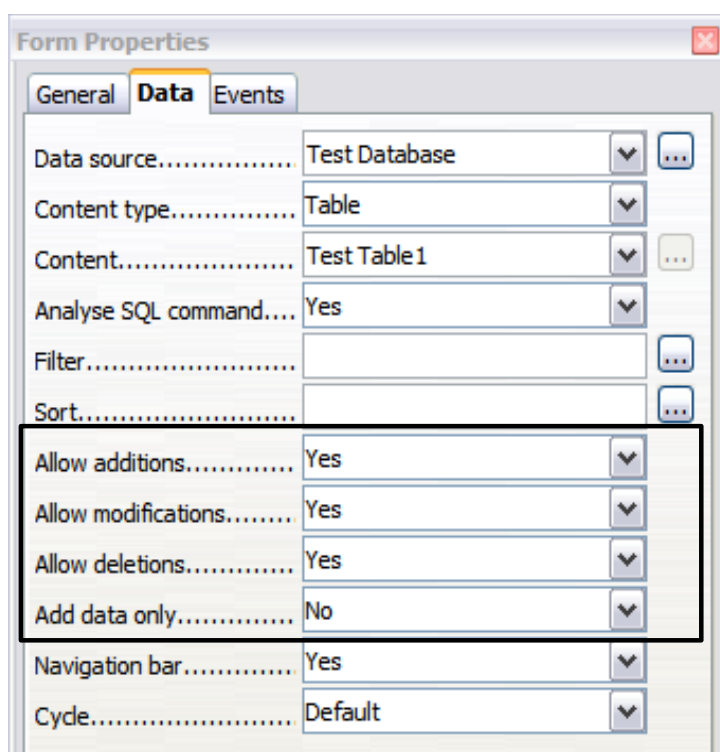 Form Properties
General Data Events
Data source................ Test Database ...
Content type............... Table
Content..................... Test Table1 ...
Analyse SQL command.... Yes
Filter........................ ...
Sort......................... ...
Allow additions............. Yes
Allow modifications........ Yes
Allow deletions............. Yes
Add data only.............. No
Navigation bar............. Yes
Cycle........................ Default